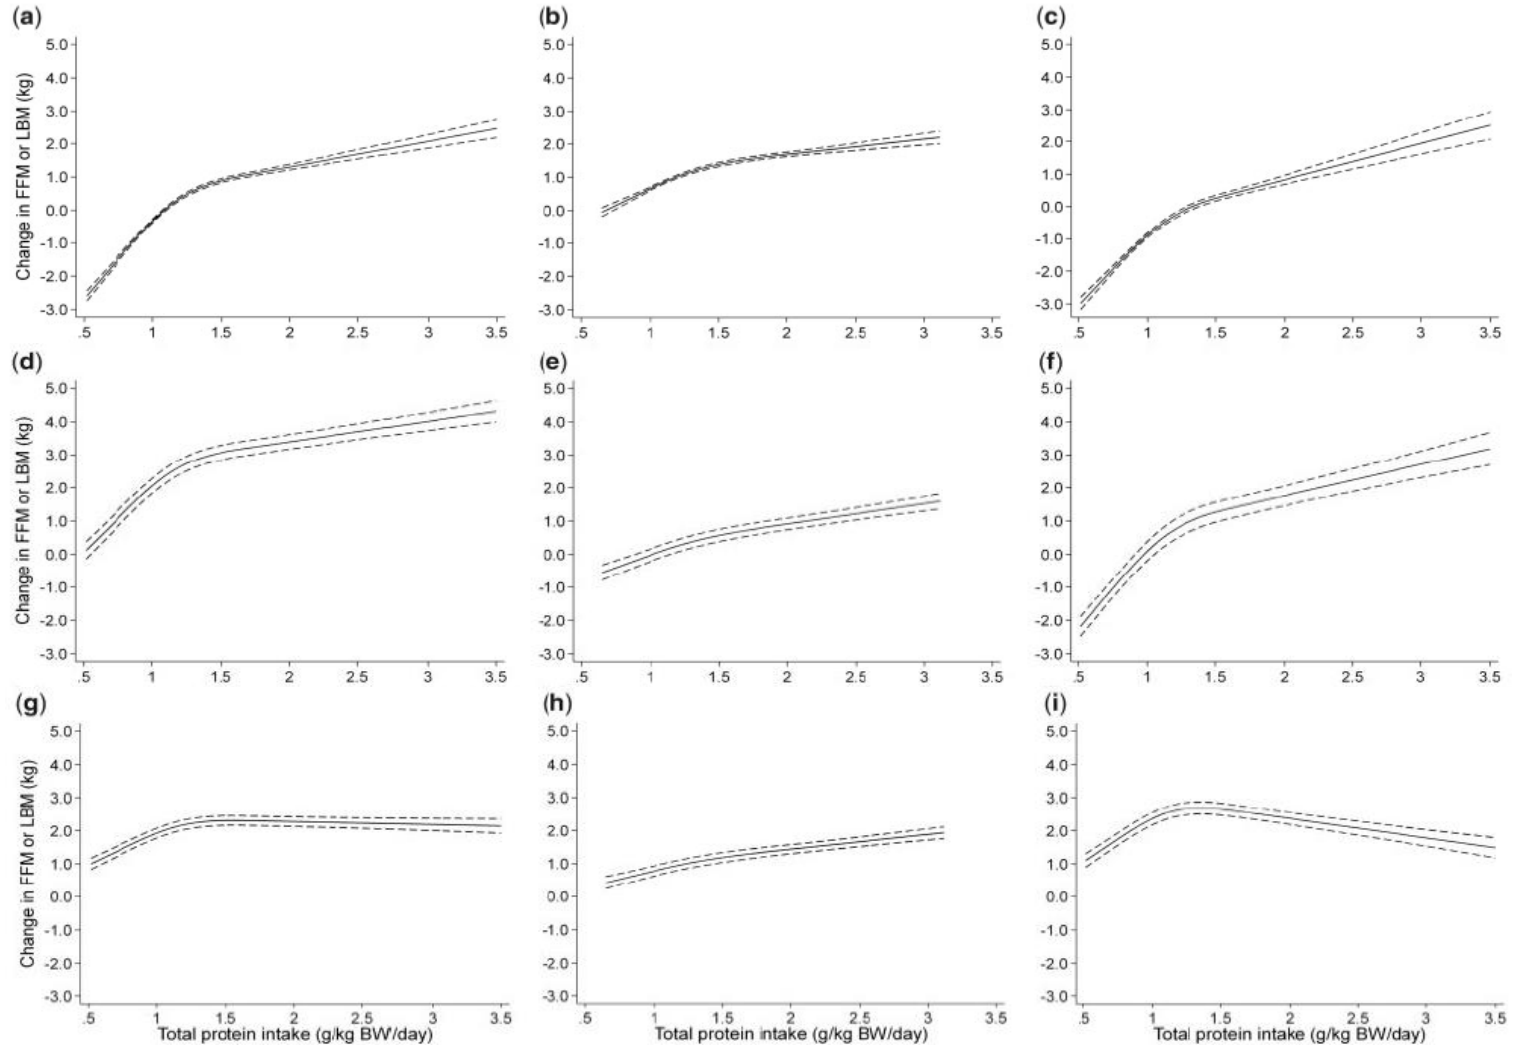 (a) (b) (c)
5.0 5.0 5.0
4.0 4.0 4.0
3.0 3.0 3.0
2.0 2.0 2.0
1.0 1.0 1.0
0.0 0.0 0.0
-1.0 -1.0 -1.0
-2.0 -2.0 -2.0
-3.0 -3.0 -3.0
Change in FFM or LBM (kg)
.5 1 1.5 2 2.5 3 3.5 .5 1 1.5 2 2.5 3 3.5 .5 1 1.5 2 2.5 3 3.5
(d) (e) (f)
5.0 5.0 5.0
4.0 4.0 4.0
3.0 3.0 3.0
2.0 2.0 2.0
1.0 1.0 1.0
0.0 0.0 0.0
-1.0 -1.0 -1.0
-2.0 -2.0 -2.0
-3.0 -3.0 -3.0
Change in FFM or LBM (kg)
.5 1 1.5 2 2.5 3 3.5 .5 1 1.5 2 2.5 3 3.5 .5 1 1.5 2 2.5 3 3.5
(g) (h) (i)
5.0 5.0 5.0
4.0 4.0 4.0
3.0 3.0 3.0
2.0 2.0 2.0
1.0 1.0 1.0
0.0 0.0 0.0
-1.0 -1.0 -1.0
-2.0 -2.0 -2.0
-3.0 -3.0 -3.0
Change in FFM or LBM (kg)
.5 1 1.5 2 2.5 3 3.5 .5 1 1.5 2 2.5 3 3.5 .5 1 1.5 2 2.5 3 3.5
Total protein intake (g/kg BW/day) Total protein intake (g/kg BW/day) Total protein intake (g/kg BW/day)